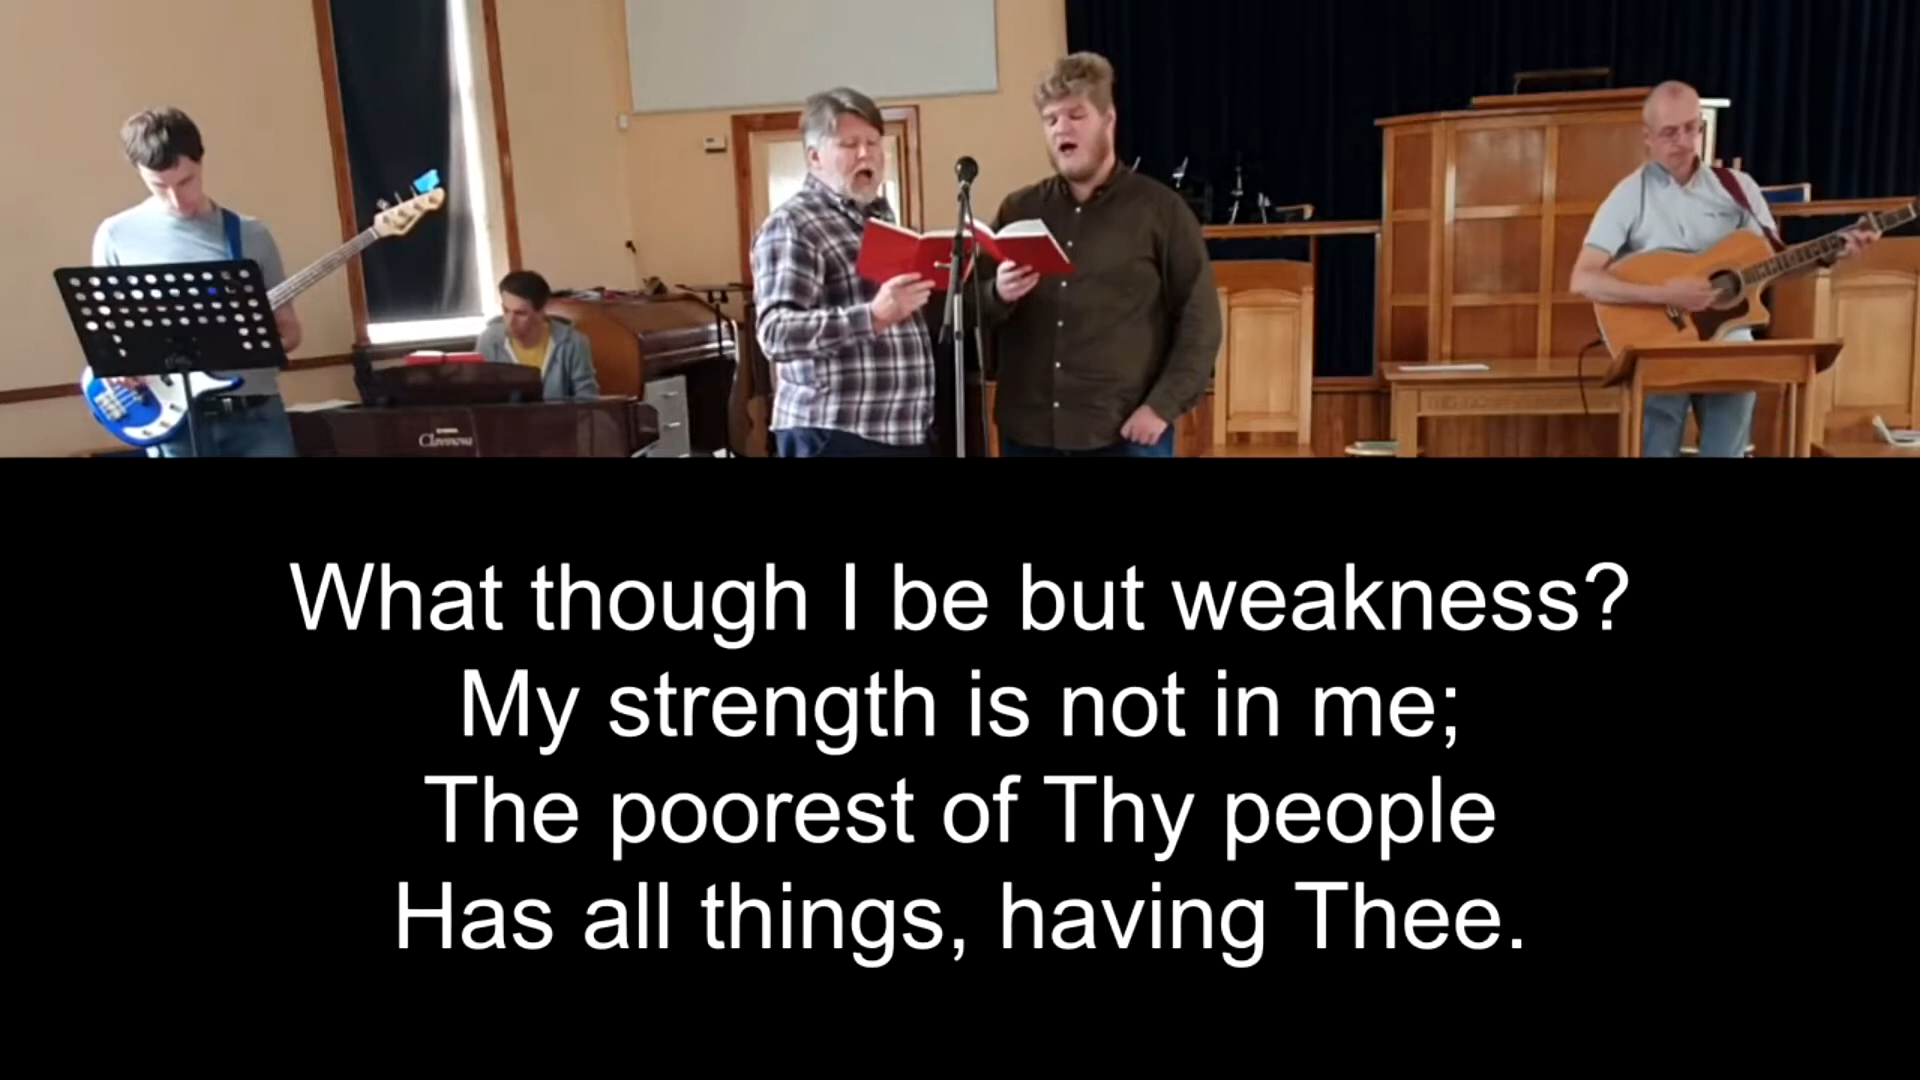 Clavinova
What though I be but weakness?
My strength is not in me;
The poorest of Thy people
Has all things, having Thee.